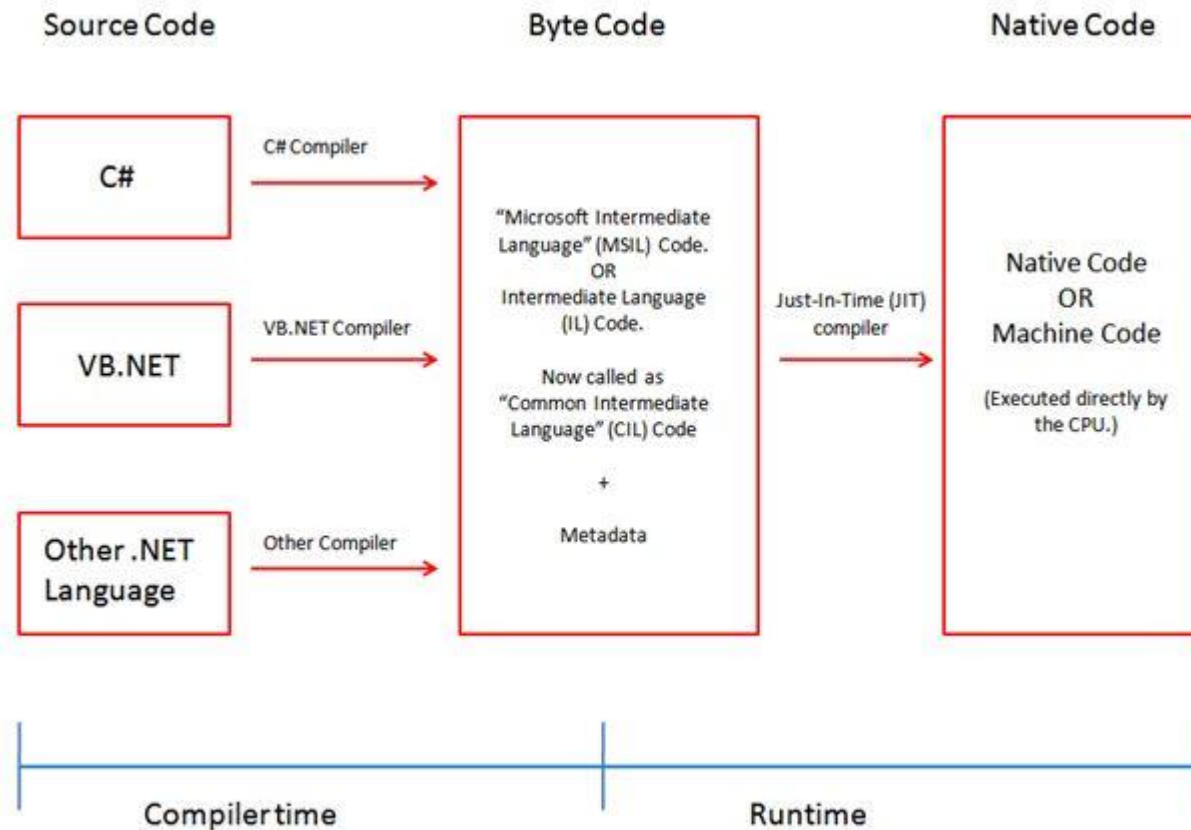 Source Code
Byte Code
Native Code
C#
C# Compiler
VB.NET
VB.NET Compiler
Other .NET
Language
Other Compiler
“Microsoft Intermediate
Language” (MSIL) Code.
OR
Intermediate Language
(IL) Code.
Now called as
“Common Intermediate
Language” (CIL) Code
+
Metadata
Just-In-Time (JIT)
compiler
Native Code
OR
Machine Code
(Executed directly by
the CPU.)
Compiler time
Runtime